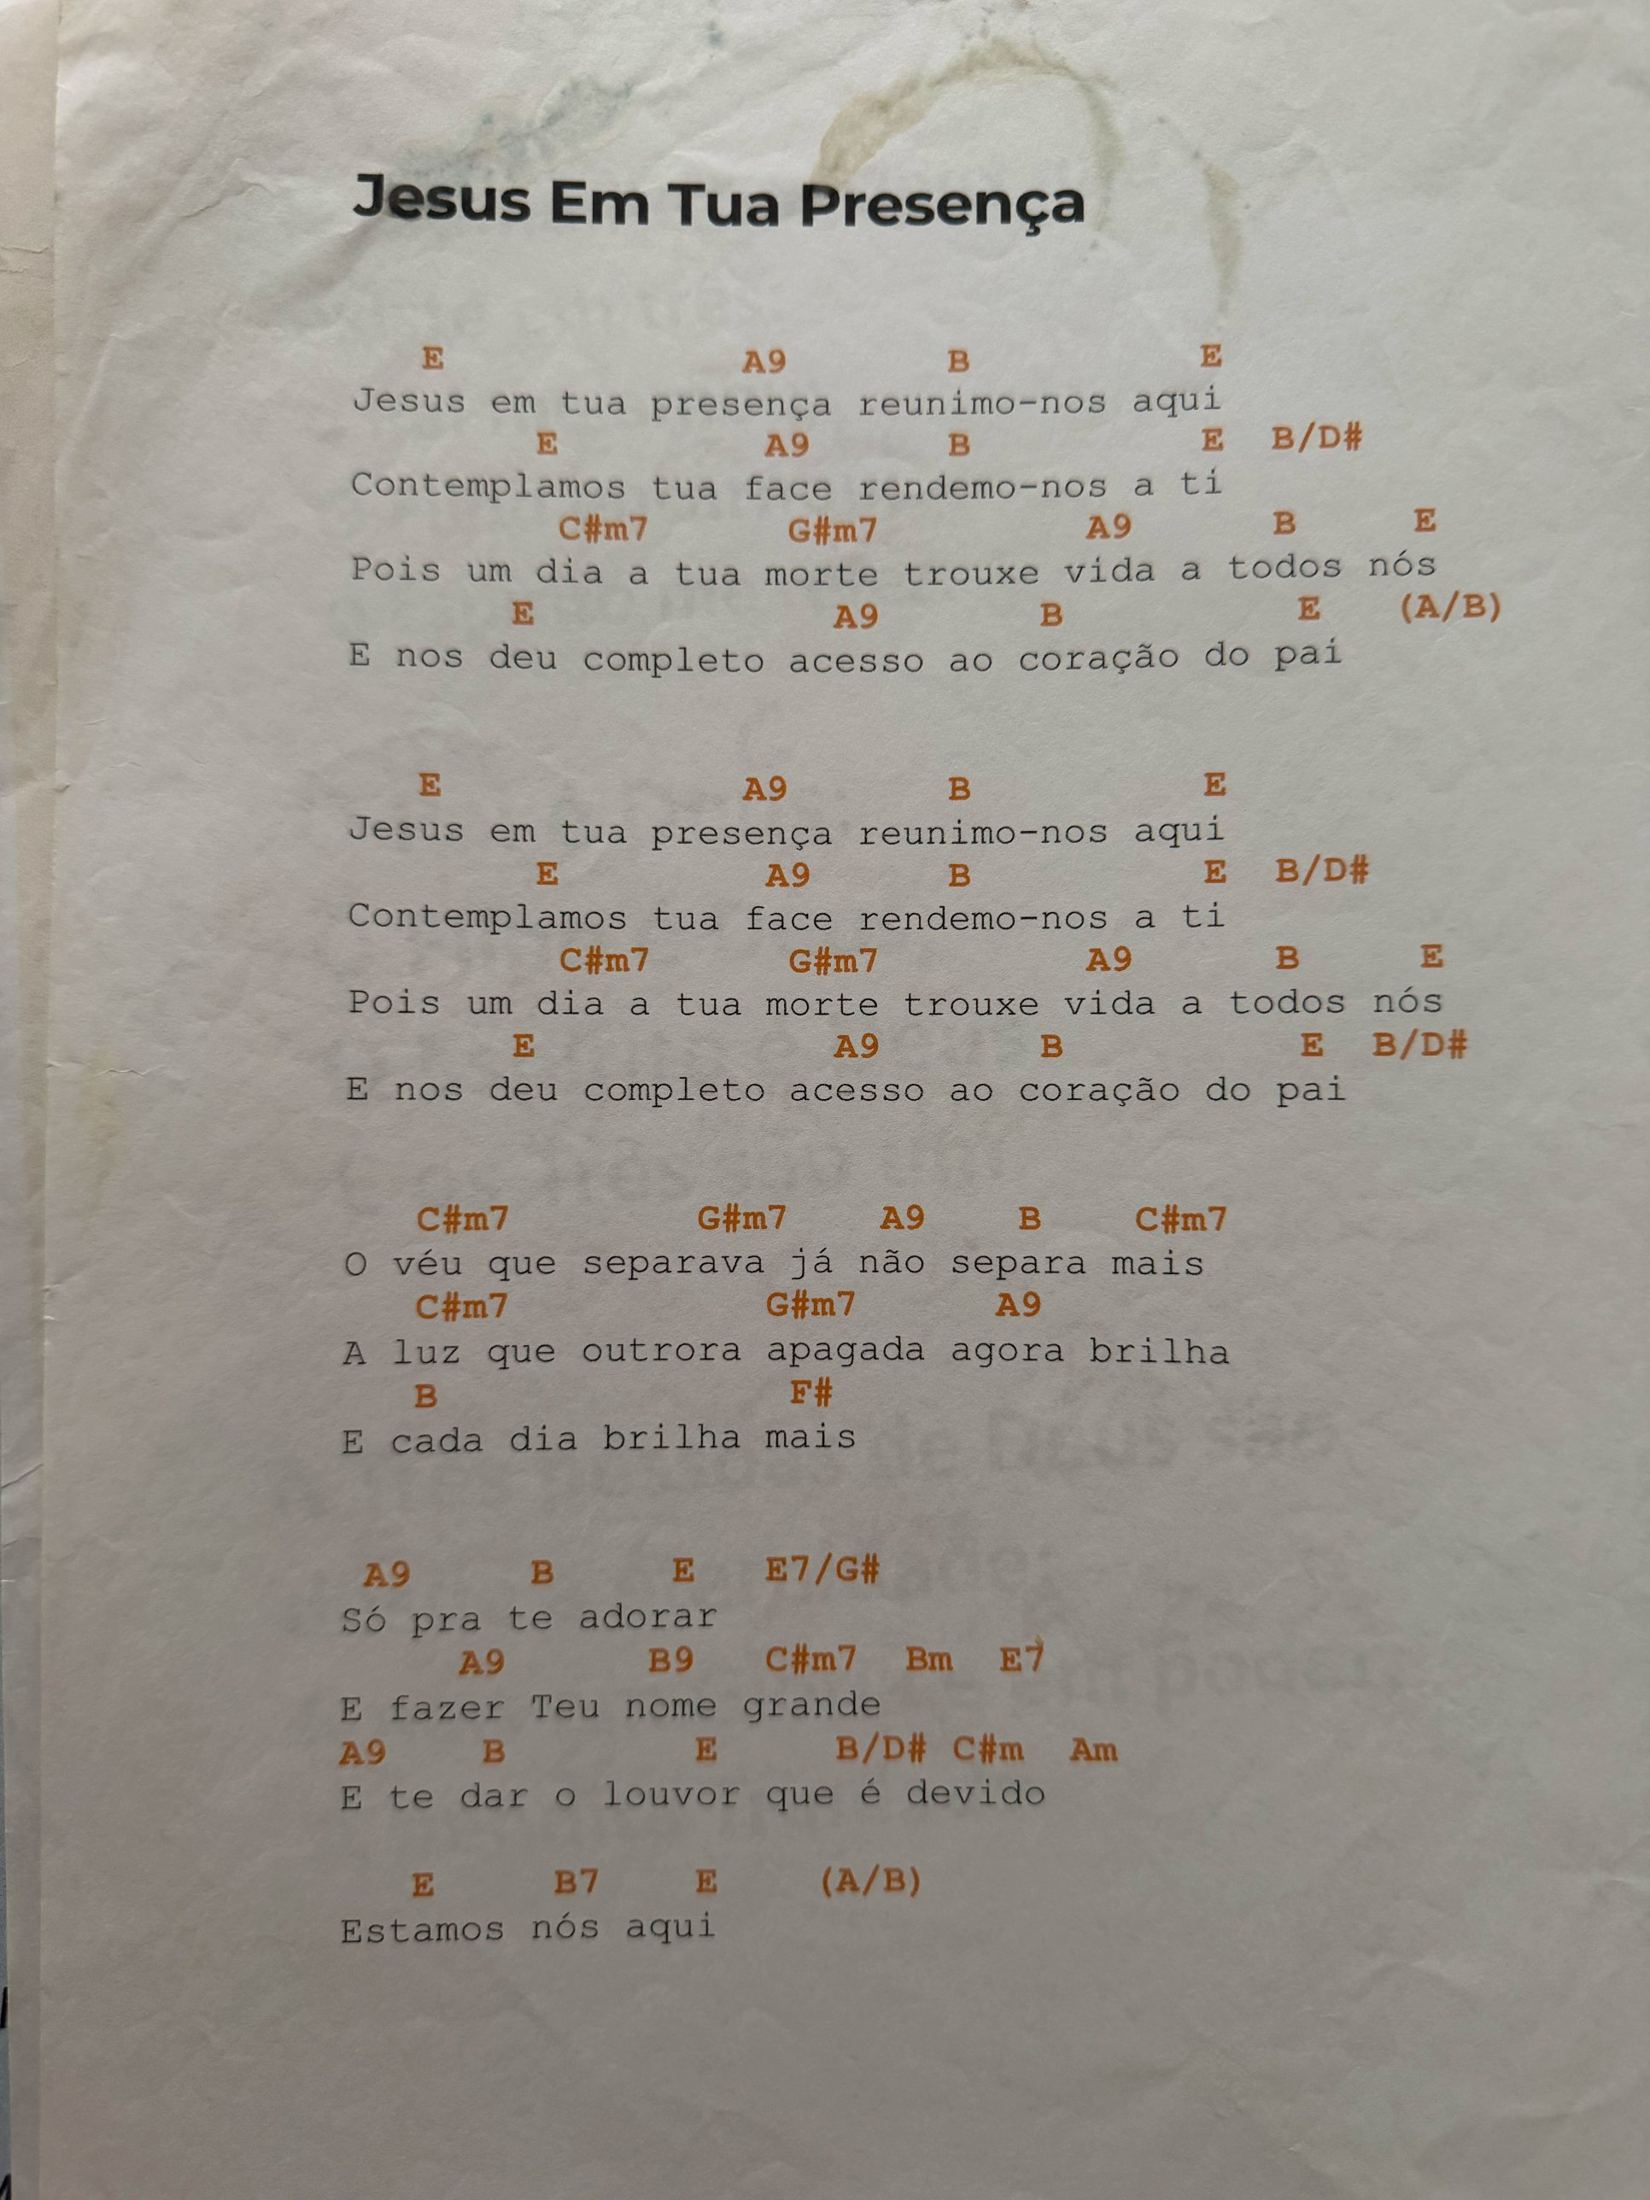 Jesus Em Tua Presença
E A9 B E
Jesus em tua presença reunimo-nos aqui
E A9 B E B/D#
Contemplamos tua face rendemo-nos a ti
C#m7 G#m7 A9 B E
Pois um dia a tua morte trouxe vida a todos nós
E A9 B E (A/B)
E nos deu completo acesso ao coração do pai
E A9 B E
Jesus em tua presença reunimo-nos aqui
E A9 B E B/D#
Contemplamos tua face rendemo-nos a ti
C#m7 G#m7 A9 B E
Pois um dia a tua morte trouxe vida a todos nós
E A9 B E B/D#
E nos deu completo acesso ao coração do pai
C#m7 G#m7 A9 B C#m7
O véu que separava já não separa mais
C#m7 G#m7 A9
A luz que outrora apagada agora brilha
B F#
E cada dia brilha mais
A9 B E E7/G#
Só pra te adorar
A9 B9 C#m7 Bm E7
E fazer Teu nome grande
A9 B E B/D# C#m Am
E te dar o louvor que é devido
E B7 E (A/B)
Estamos nós aqui